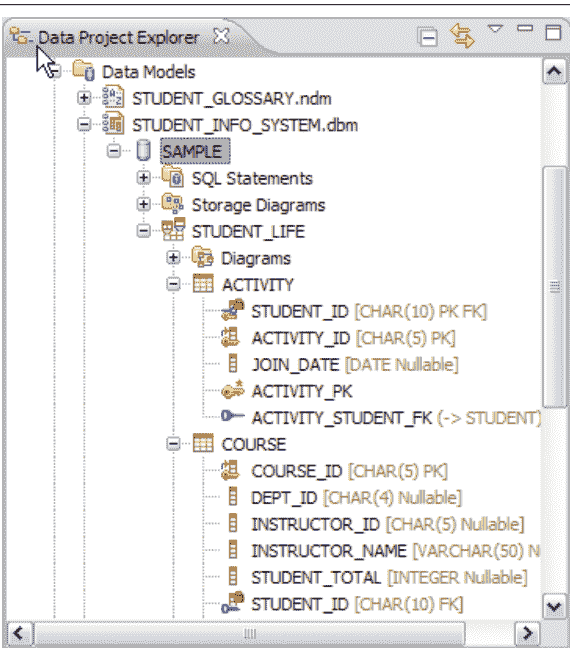 Data Project Explorer
Data Models
STUDENT_GLOSSARY.ndm
STUDENT_INFO_SYSTEM.dbm
SAMPLE
SQL Statements
Storage Diagrams
STUDENT_LIFE
Diagrams
ACTIVITY
STUDENT_ID [CHAR(10) PK FK]
ACTIVITY_ID [CHAR(5) PK]
JOIN_DATE [DATE Nullable]
ACTIVITY_PK
ACTIVITY_STUDENT_FK (-> STUDENT)
COURSE
COURSE_ID [CHAR(5) PK]
DEPT_ID [CHAR(4) Nullable]
INSTRUCTOR_ID [CHAR(5) Nullable]
INSTRUCTOR_NAME [VARCHAR(50) N
STUDENT_TOTAL [INTEGER Nullable]
STUDENT_ID [CHAR(10) FK]